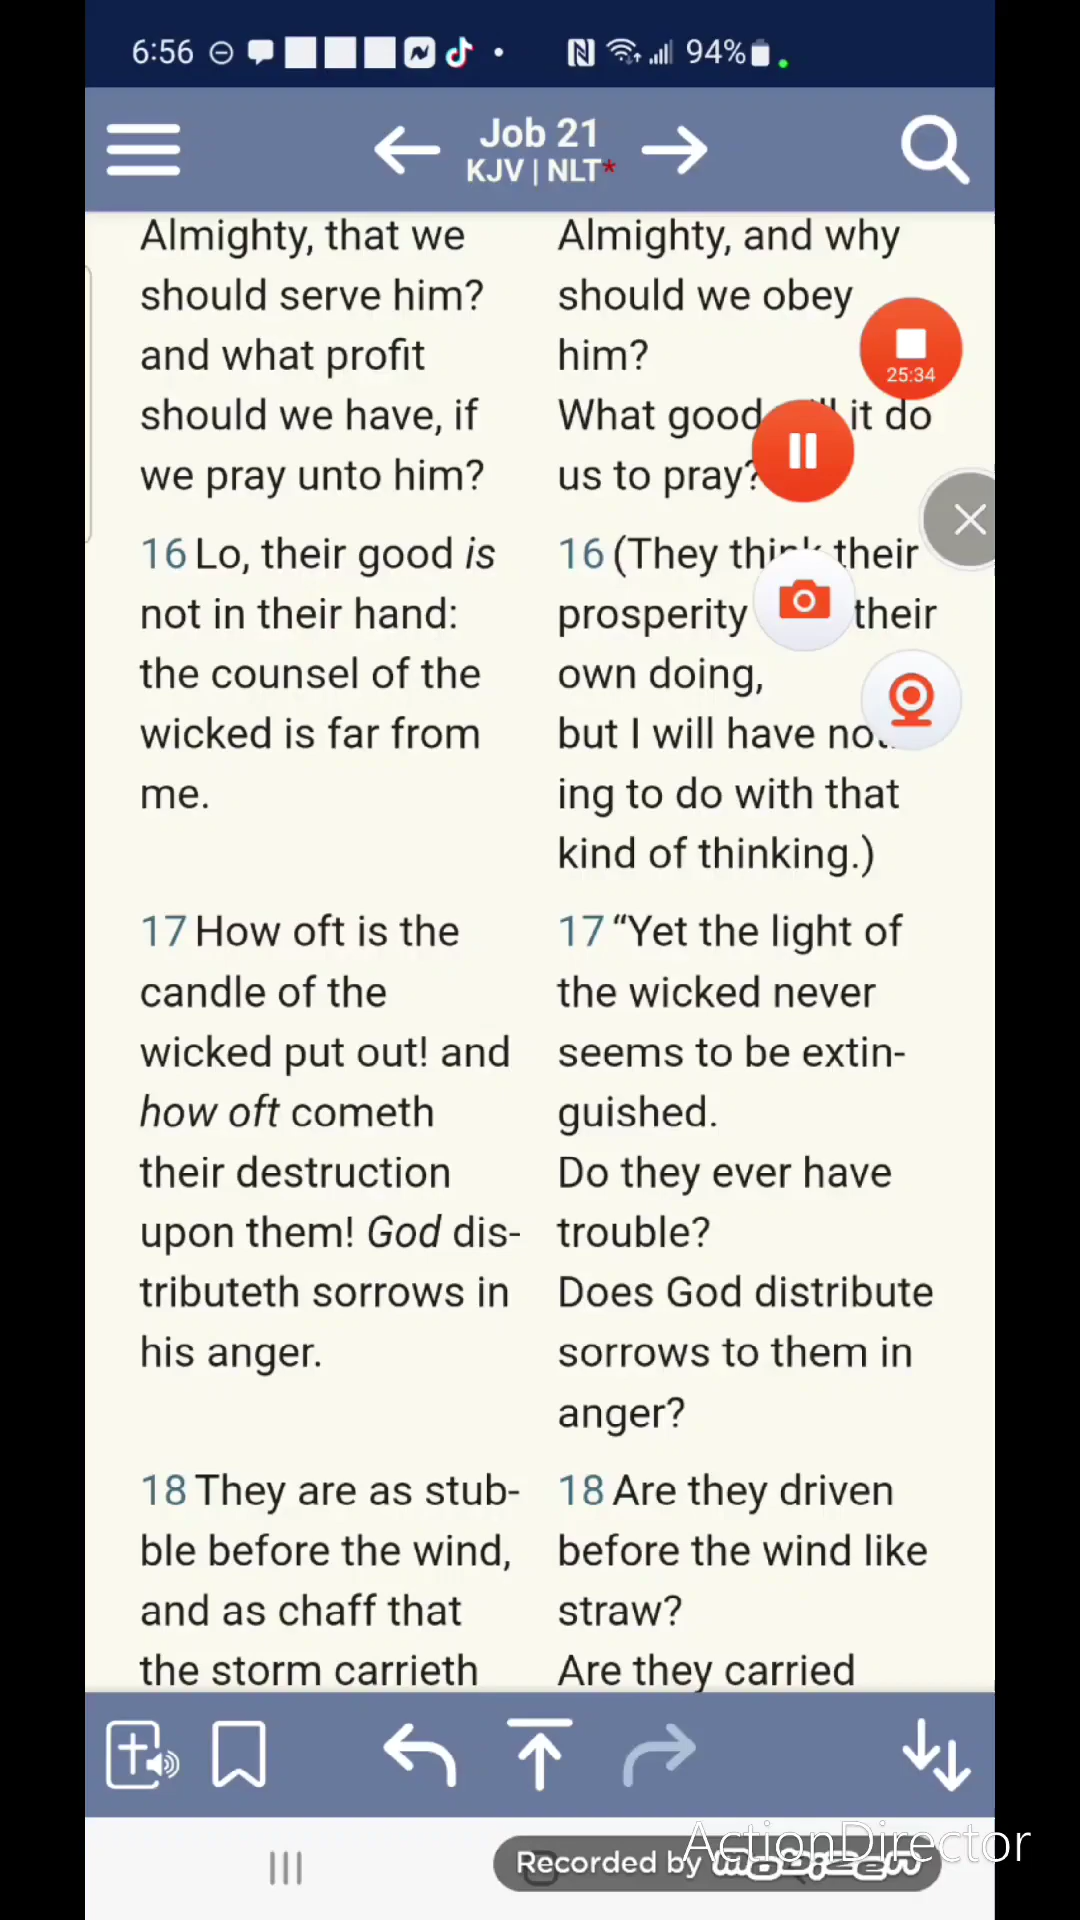 6:56 94%
Job 21
KJV | NLT*
Almighty, that we
should serve him?
and what profit
should we have, if
we pray unto him?
16 Lo, their good is
not in their hand:
the counsel of the
wicked is far from
me.
17 How oft is the
candle of the
wicked put out! and
how oft cometh
their destruction
upon them! God dis-
tributeth sorrows in
his anger.
18 They are as stub-
ble before the wind,
and as chaff that
the storm carrieth
Almighty, and why
should we obey
him?
What good it do
us to pray?
16 (They think their
prosperity their
own doing,
but I will have
ing to do with that
kind of thinking.)
17 “Yet the light of
the wicked never
seems to be extin-
guished.
Do they ever have
trouble?
Does God distribute
sorrows to them in
anger?
18 Are they driven
before the wind like
straw?
Are they carried
25:34
ActionDirector
Recorded by MOBIZEN